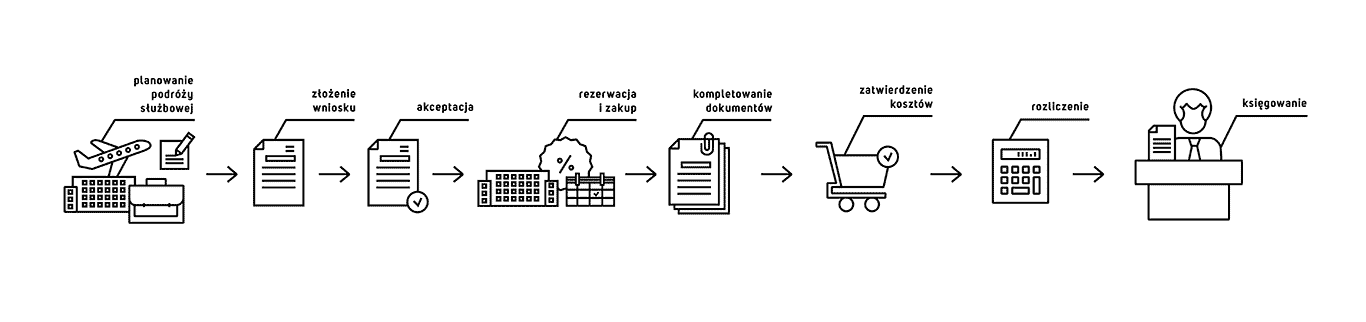 planowanie
podróży
służbowej
złożenie
wniosku
akceptacja
rezerwacja
i zakup
kompletowanie
dokumentów
zatwierdzenie
kosztów
rozliczenie
księgowanie